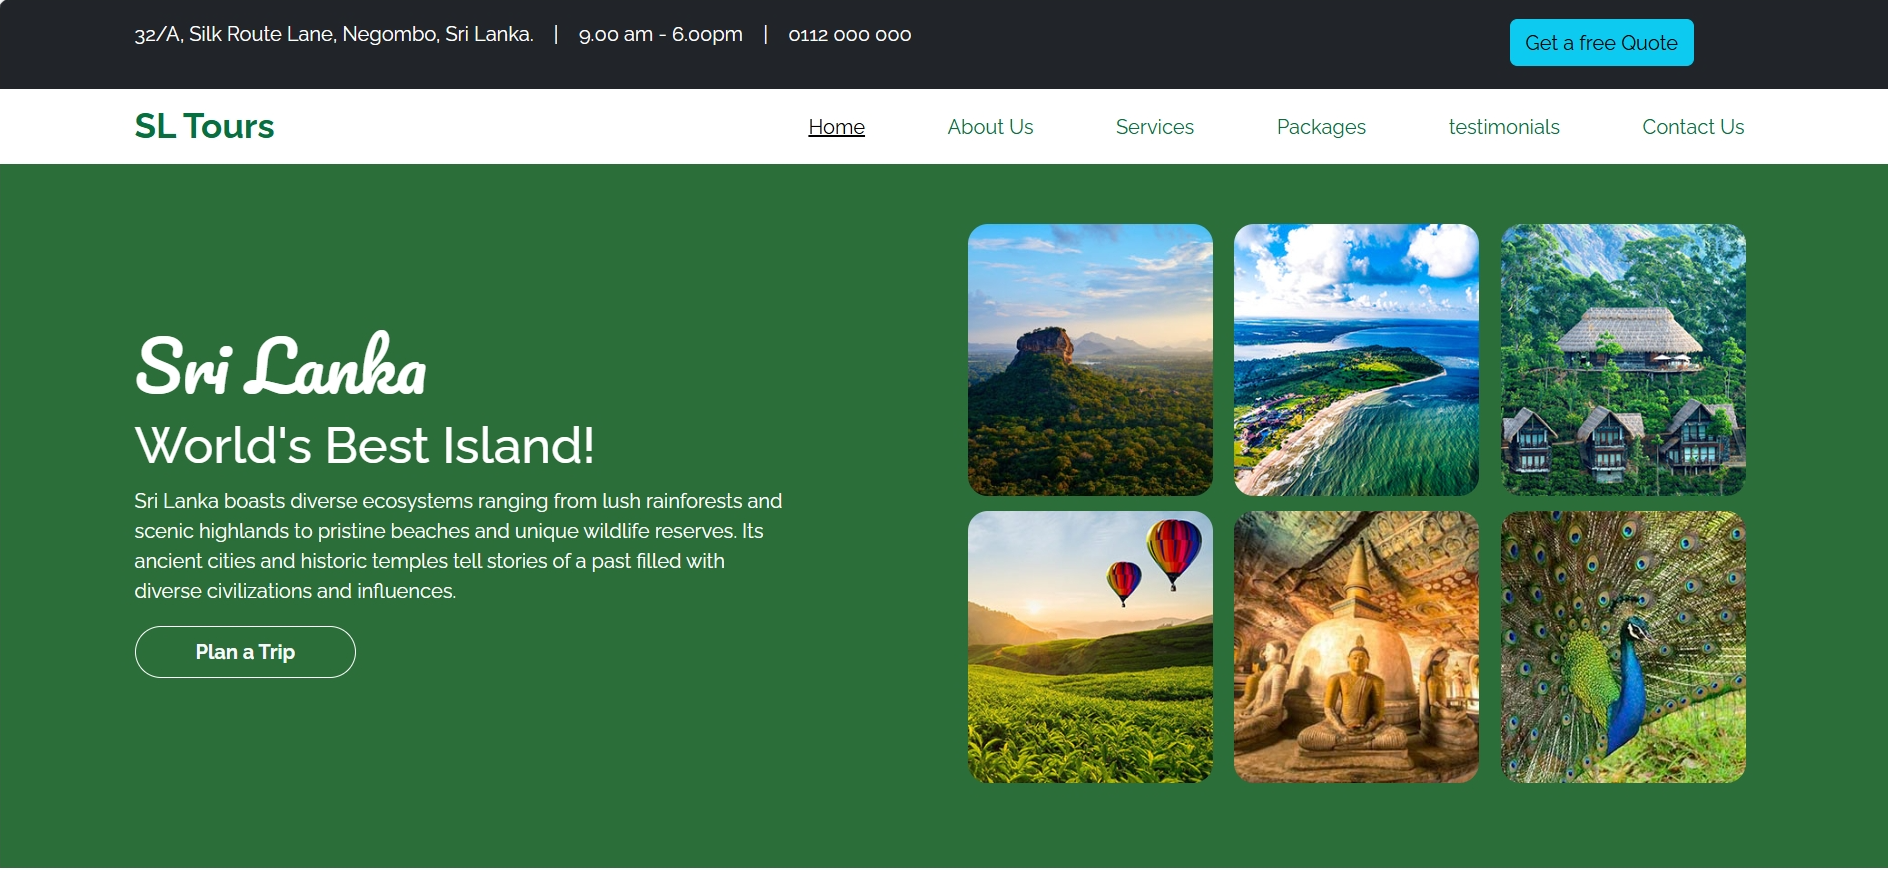 32/A, Silk Route Lane, Negombo, Sri Lanka. | 9.00 am - 6.00pm | 0112 000 000
Get a free Quote
SL Tours
Home About Us Services Packages testimonials Contact Us
Sri Lanka
World's Best Island!
Sri Lanka boasts diverse ecosystems ranging from lush rainforests and
scenic highlands to pristine beaches and unique wildlife reserves. Its
ancient cities and historic temples tell stories of a past filled with
diverse civilizations and influences.
Plan a Trip